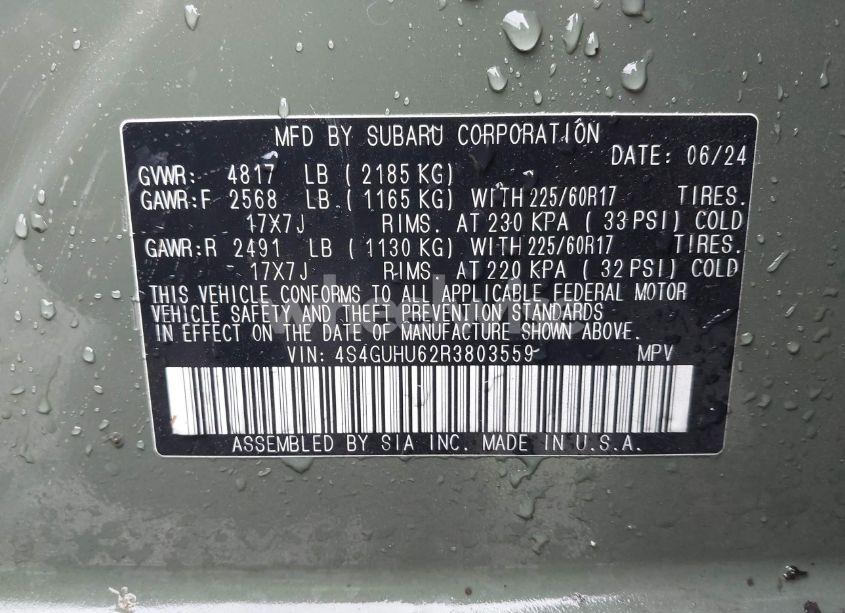 MFD BY SUBARU CORPORATION
DATE: 06/24
GVWR: 4817 LB ( 2185 KG)
GAWR:F 2568 LB ( 1165 KG) WITH 225/60R17 TIRES.
17X7J RIMS. AT 230 KPA ( 33 PSI) COLD
GAWR:R 2491 LB ( 1130 KG) WITH 225/60R17 TIRES.
17X7J RIMS. AT 220 KPA ( 32 PSI) COLD
THIS VEHICLE CONFORMS TO ALL APPLICABLE FEDERAL MOTOR
VEHICLE SAFETY AND THEFT PREVENTION STANDARDS
IN EFFECT ON THE DATE OF MANUFACTURE SHOWN ABOVE.
VIN: 4S4GUHU62R3803559 MPV
ASSEMBLED BY SIA INC. MADE IN U.S.A.